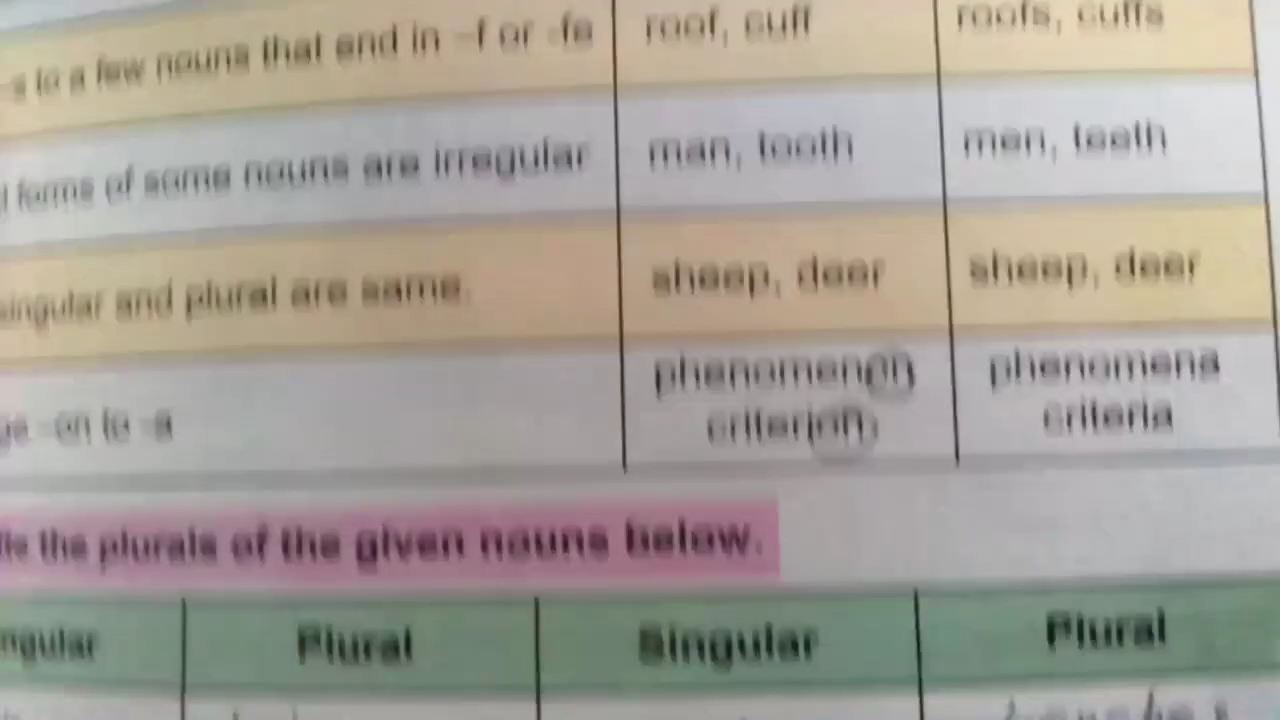 -s to a few nouns that end in -f or -fe roof, cuff roofs, cuffs
forms of some nouns are irregular man, tooth men, teeth
singular and plural are same. sheep, deer sheep, deer
phenomenon phenomena
-on to -a criterion criteria
the plurals of the given nouns below.
ngular Plural Singular Plural